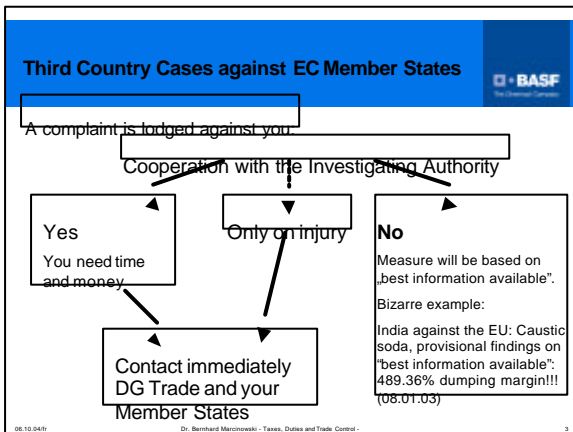 Third Country Cases against EC Member States
BASF
The Chemical Company
A complaint is lodged against you:
Cooperation with the Investigating Authority
Yes
You need time
and money
Only on injury
No
Measure will be based on
„best information available”.
Bizarre example:
India against the EU: Caustic
soda, provisional findings on
“best information available”:
489.36% dumping margin!!!
(08.01.03)
Contact immediately
DG Trade and your
Member States
06.10.04/fr
Dr. Bernhard Marcinowski - Taxes, Duties and Trade Control -
3